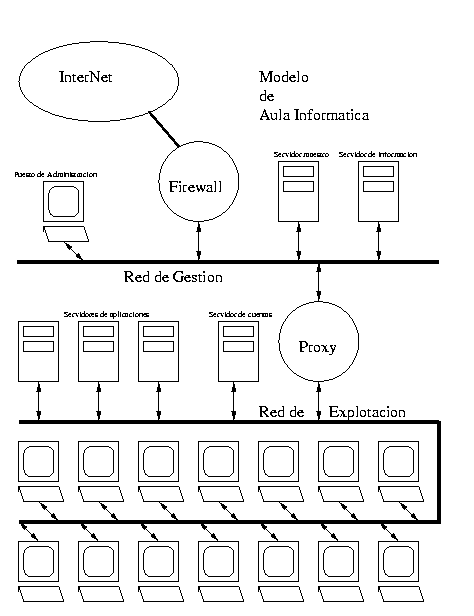 InterNet
Modelo
de
Aula Informatica
Servidor maestro
Servidor de informacion
Puesto de Administracion
Firewall
Red de Gestion
Servidores de aplicaciones
Servidor de cuentas
Proxy
Red de Explotacion